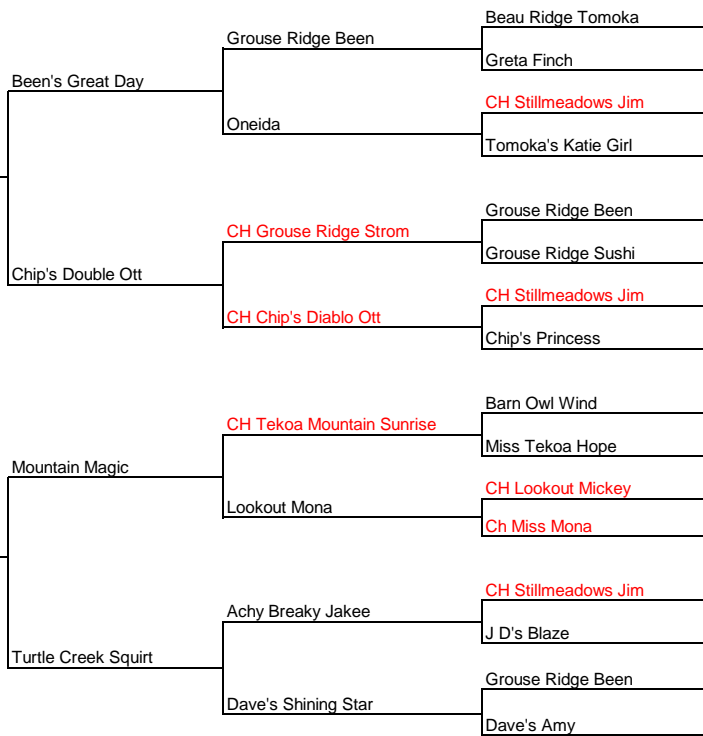 Beau Ridge Tomoka
Grouse Ridge Been
Greta Finch
Been's Great Day
CH Stillmeadows Jim
Oneida
Tomoka's Katie Girl
Grouse Ridge Been
CH Grouse Ridge Strom
Grouse Ridge Sushi
Chip's Double Ott
CH Stillmeadows Jim
CH Chip's Diablo Ott
Chip's Princess
Barn Owl Wind
CH Tekoa Mountain Sunrise
Miss Tekoa Hope
Mountain Magic
CH Lookout Mickey
Lookout Mona
Ch Miss Mona
CH Stillmeadows Jim
Achy Breaky Jakee
J D's Blaze
Turtle Creek Squirt
Grouse Ridge Been
Dave's Shining Star
Dave's Amy